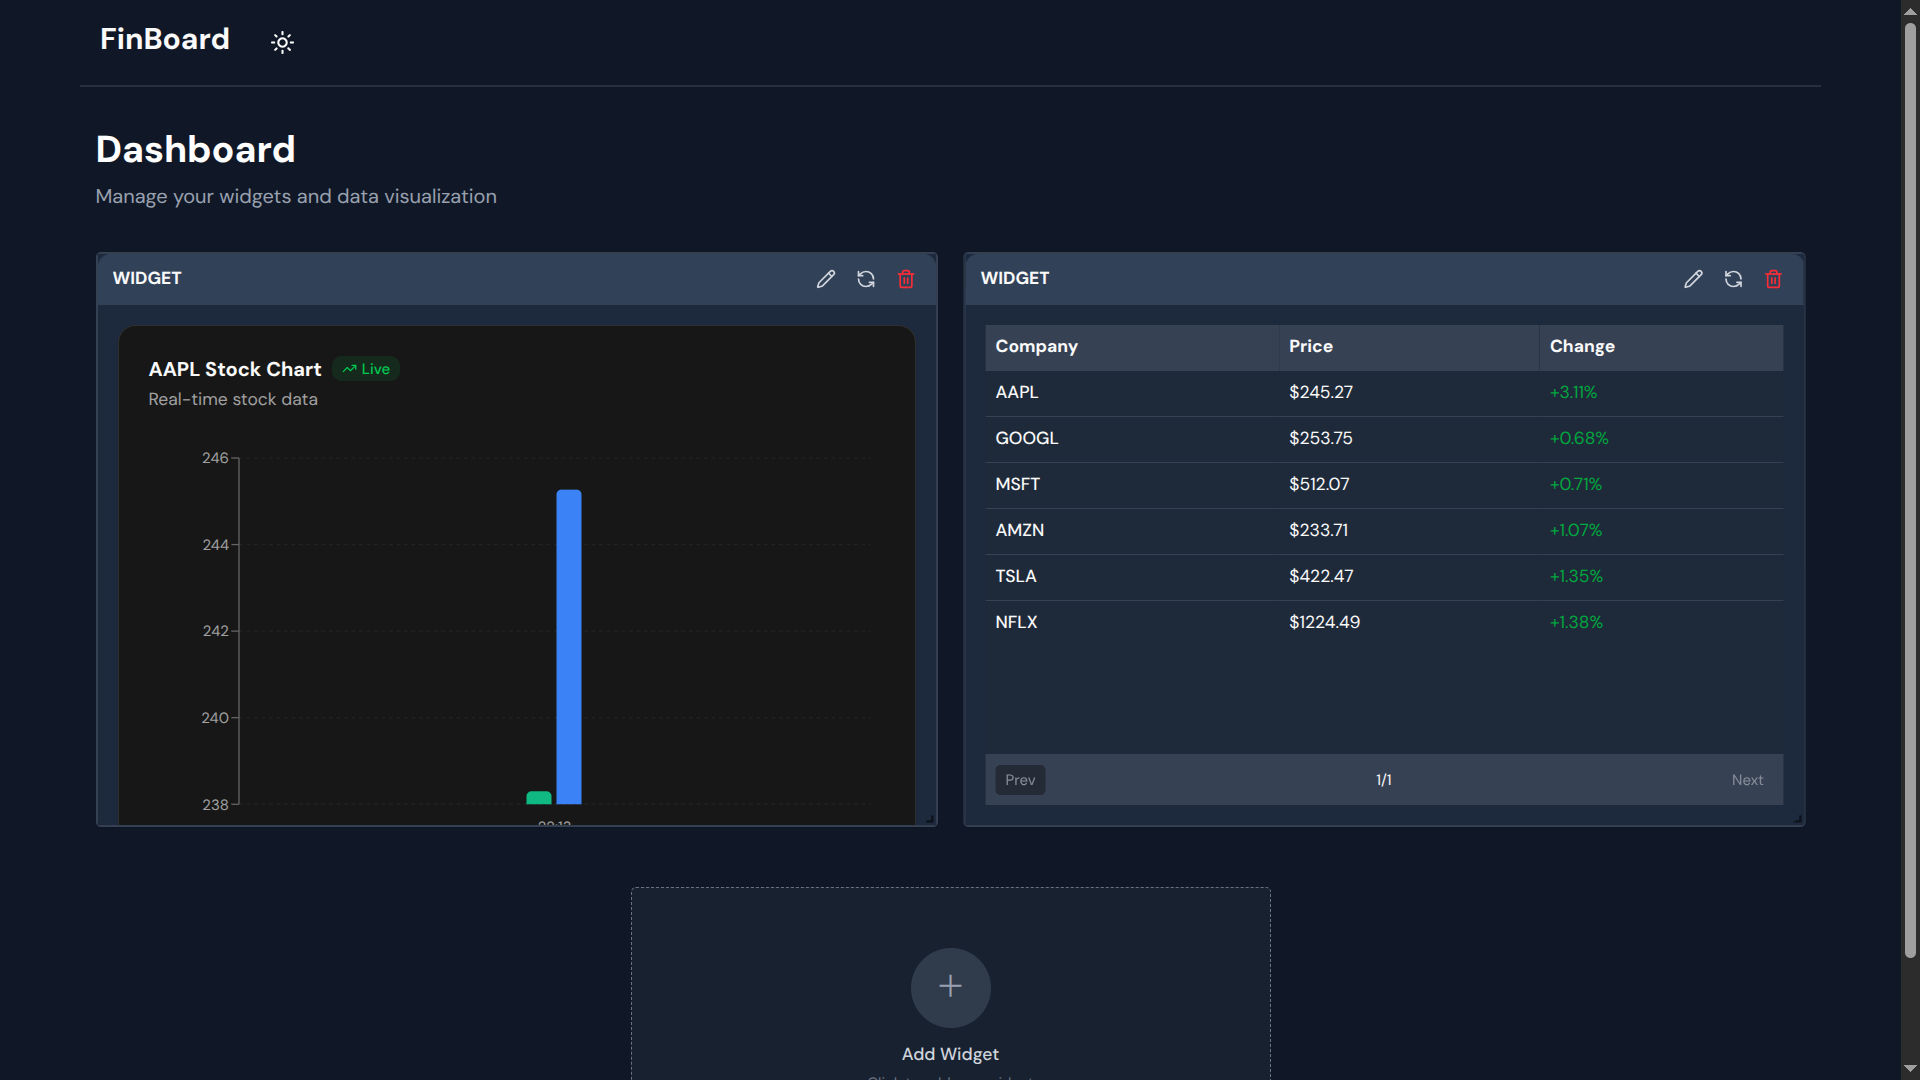 FinBoard
Dashboard
Manage your widgets and data visualization
WIDGET
AAPL Stock Chart Live
Real-time stock data
246
244
242
240
238
WIDGET
Company Price Change
AAPL $245.27 +3.11%
GOOGL $253.75 +0.68%
MSFT $512.07 +0.71%
AMZN $233.71 +1.07%
TSLA $422.47 +1.35%
NFLX $1224.49 +1.38%
Prev 1/1 Next
Add Widget